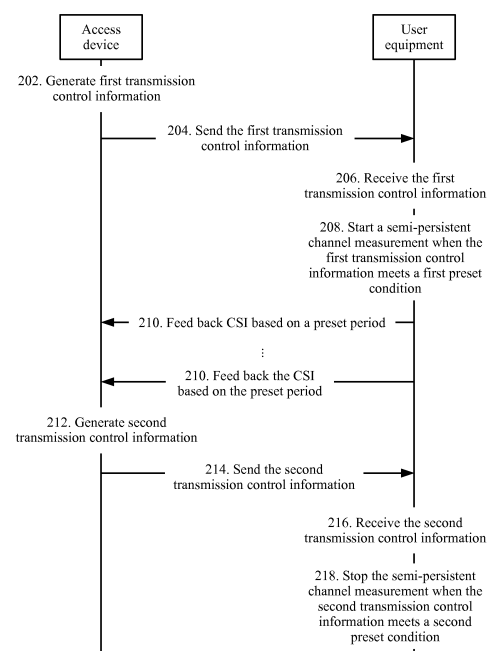 Access
device
User
equipment
202. Generate first transmission
control information
204. Send the first transmission
control information
206. Receive the first
transmission control information
208. Start a semi-persistent
channel measurement when the
first transmission control
information meets a first preset
condition
210. Feed back CSI based on a preset period
⋮
210. Feed back the CSI
based on the preset period
212. Generate second
transmission control information
214. Send the second
transmission control information
216. Receive the second
transmission control information
218. Stop the semi-persistent
channel measurement when the
second transmission control
information meets a second
preset condition